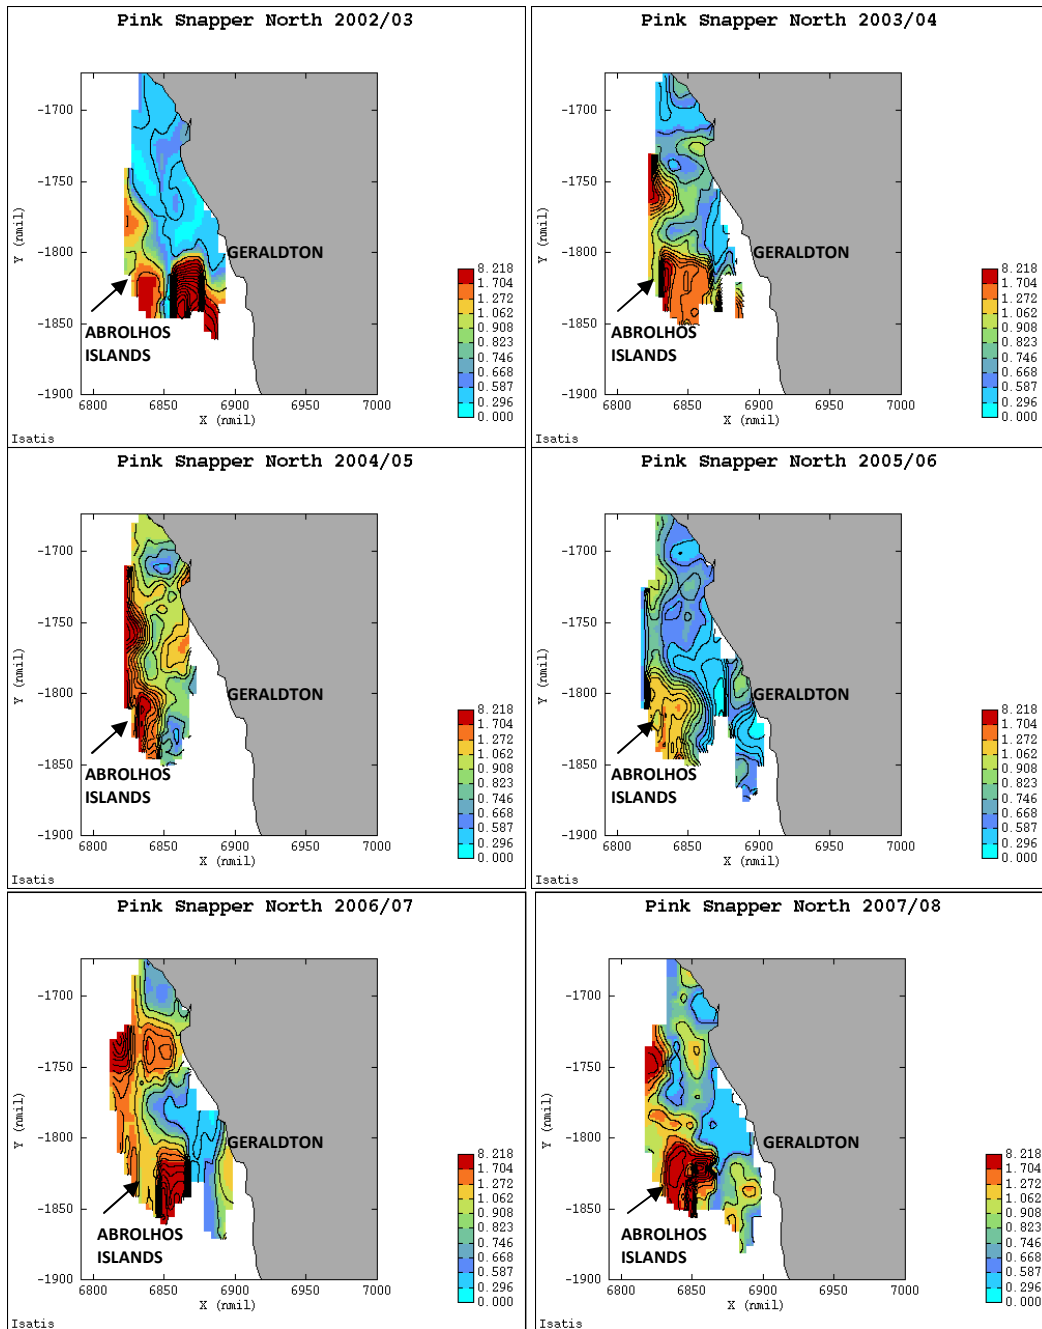 Pink Snapper North 2002/03
-1700
-1750
-1800
-1850
-1900
Y (nmil)
6800 6850 6900 6950 7000
X (nmil)
GERALDTON
ABROLHOS
ISLANDS
8.218
1.704
1.272
1.062
0.908
0.823
0.746
0.668
0.587
0.296
0.000
Isatis
Pink Snapper North 2003/04
-1700
-1750
-1800
-1850
-1900
Y (nmil)
6800 6850 6900 6950 7000
X (nmil)
GERALDTON
ABROLHOS
ISLANDS
8.218
1.704
1.272
1.062
0.908
0.823
0.746
0.668
0.587
0.296
0.000
Isatis
Pink Snapper North 2004/05
-1700
-1750
-1800
-1850
-1900
Y (nmil)
6800 6850 6900 6950 7000
X (nmil)
GERALDTON
ABROLHOS
ISLANDS
8.218
1.704
1.272
1.062
0.908
0.823
0.746
0.668
0.587
0.296
0.000
Isatis
Pink Snapper North 2005/06
-1700
-1750
-1800
-1850
-1900
Y (nmil)
6800 6850 6900 6950 7000
X (nmil)
GERALDTON
ABROLHOS
ISLANDS
8.218
1.704
1.272
1.062
0.908
0.823
0.746
0.668
0.587
0.296
0.000
Isatis
Pink Snapper North 2006/07
-1700
-1750
-1800
-1850
-1900
Y (nmil)
6800 6850 6900 6950 7000
X (nmil)
GERALDTON
ABROLHOS
ISLANDS
8.218
1.704
1.272
1.062
0.908
0.823
0.746
0.668
0.587
0.296
0.000
Isatis
Pink Snapper North 2007/08
-1700
-1750
-1800
-1850
-1900
Y (nmil)
6800 6850 6900 6950 7000
X (nmil)
GERALDTON
ABROLHOS
ISLANDS
8.218
1.704
1.272
1.062
0.908
0.823
0.746
0.668
0.587
0.296
0.000
Isatis